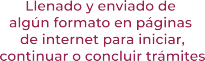 Llenado y enviado de
algún formato en páginas
de internet para iniciar,
continuar o concluir trámites